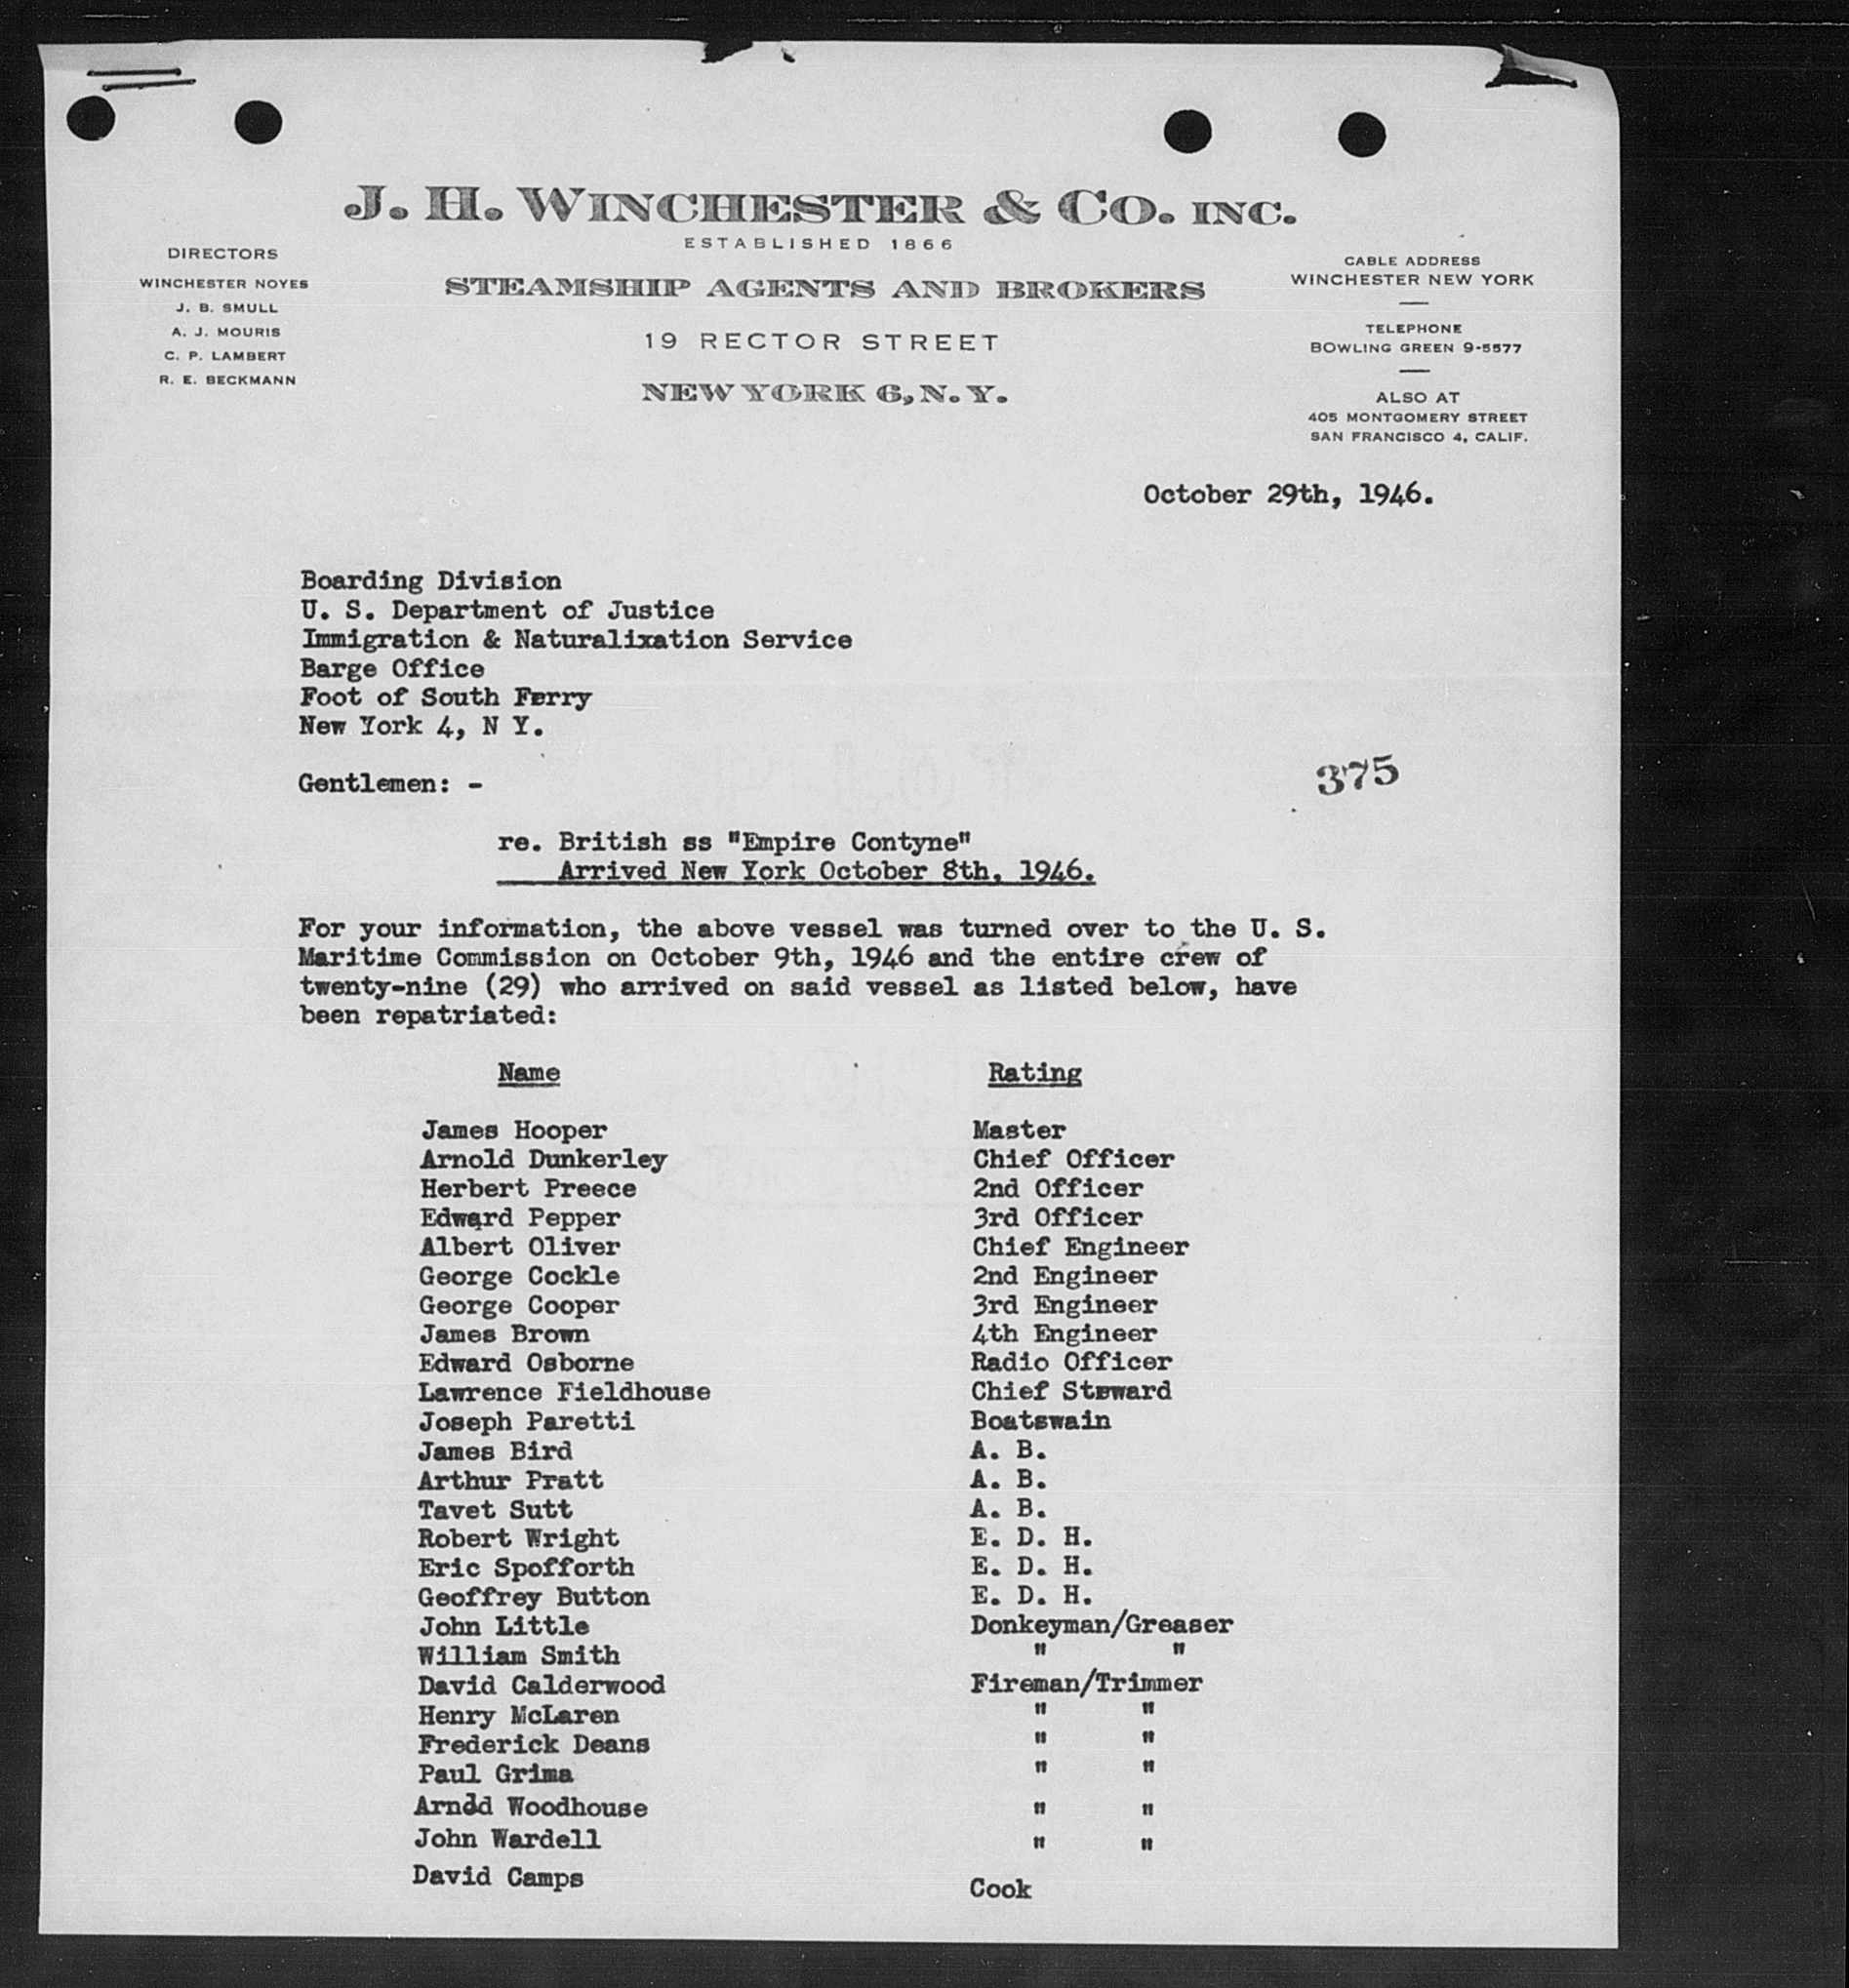 J. H. WINCHESTER & CO. INC.
ESTABLISHED 1866
STEAMSHIP AGENTS AND BROKERS
19 RECTOR STREET
NEW YORK 6, N. Y.
DIRECTORS
WINCHESTER NOYES
J. B. SMULL
A. J. MOURIS
C. P. LAMBERT
R. E. BECKMANN
CABLE ADDRESS
WINCHESTER NEW YORK
TELEPHONE
BOWLING GREEN 9-5577
ALSO AT
405 MONTGOMERY STREET
SAN FRANCISCO 4, CALIF.
October 29th, 1946.
Boarding Division
U. S. Department of Justice
Immigration & Naturalixation Service
Barge Office
Foot of South Ferry
New York 4, N Y.
Gentlemen: -
375
re. British ss "Empire Contyne"
Arrived New York October 8th, 1946.
For your information, the above vessel was turned over to the U. S.
Maritime Commission on October 9th, 1946 and the entire crew of
twenty-nine (29) who arrived on said vessel as listed below, have
been repatriated:
Name Rating
James Hooper Master
Arnold Dunkerley Chief Officer
Herbert Preece 2nd Officer
Edward Pepper 3rd Officer
Albert Oliver Chief Engineer
George Cockle 2nd Engineer
George Cooper 3rd Engineer
James Brown 4th Engineer
Edward Osborne Radio Officer
Lawrence Fieldhouse Chief Steward
Joseph Paretti Boatswain
James Bird A. B.
Arthur Pratt A. B.
Tavet Sutt A. B.
Robert Wright E. D. H.
Eric Spofforth E. D. H.
Geoffrey Button E. D. H.
John Little Donkeyman/Greaser
William Smith " "
David Calderwood Fireman/Trimmer
Henry McLaren " "
Frederick Deans " "
Paul Grima " "
Woodhouse " "
John Wardell " "
David Camps Cook